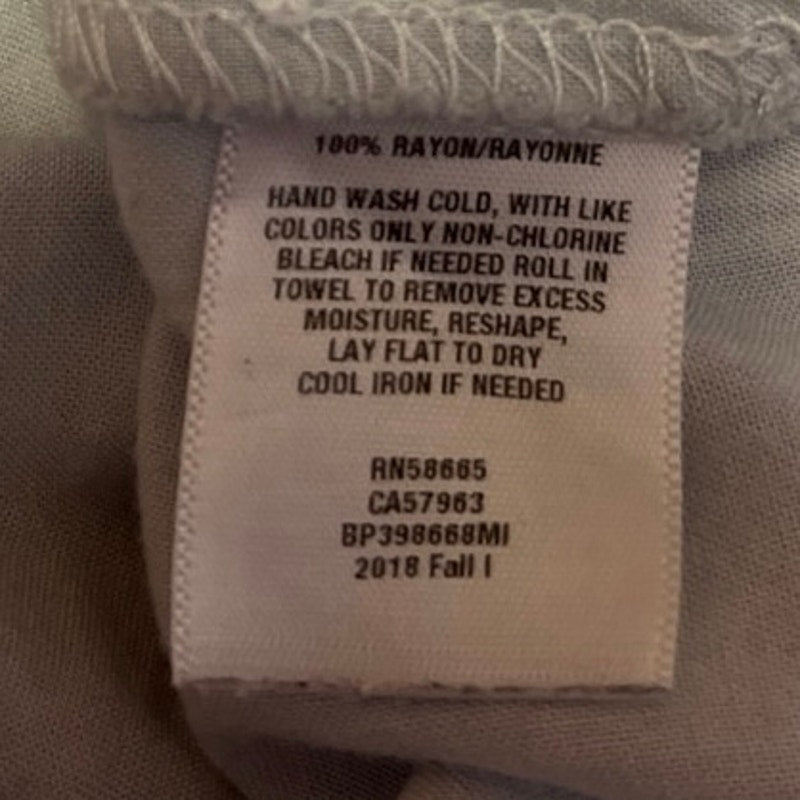 100% RAYON/RAYONNE
HAND WASH COLD, WITH LIKE
COLORS ONLY NON-CHLORINE
BLEACH IF NEEDED ROLL IN
TOWEL TO REMOVE EXCESS
MOISTURE, RESHAPE,
LAY FLAT TO DRY
COOL IRON IF NEEDED
RN58665
CA57963
BP398668MI
2018 Fall I